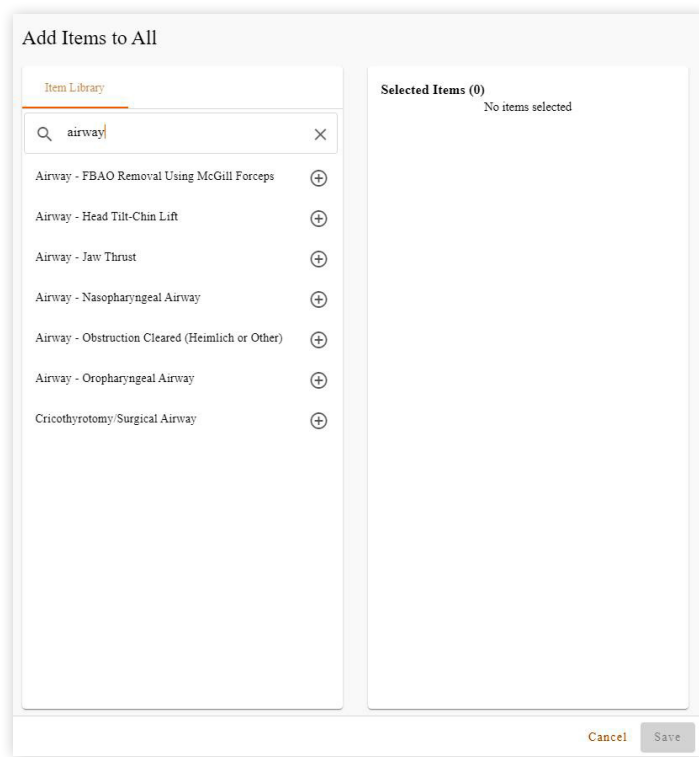 Add Items to All
Item Library
airway
Airway - FBAO Removal Using McGill Forceps
Airway - Head Tilt-Chin Lift
Airway - Jaw Thrust
Airway - Nasopharyngeal Airway
Airway - Obstruction Cleared (Heimlich or Other)
Airway - Oropharyngeal Airway
Cricothyrotomy/Surgical Airway
Selected Items (0)
No items selected
Cancel
Save